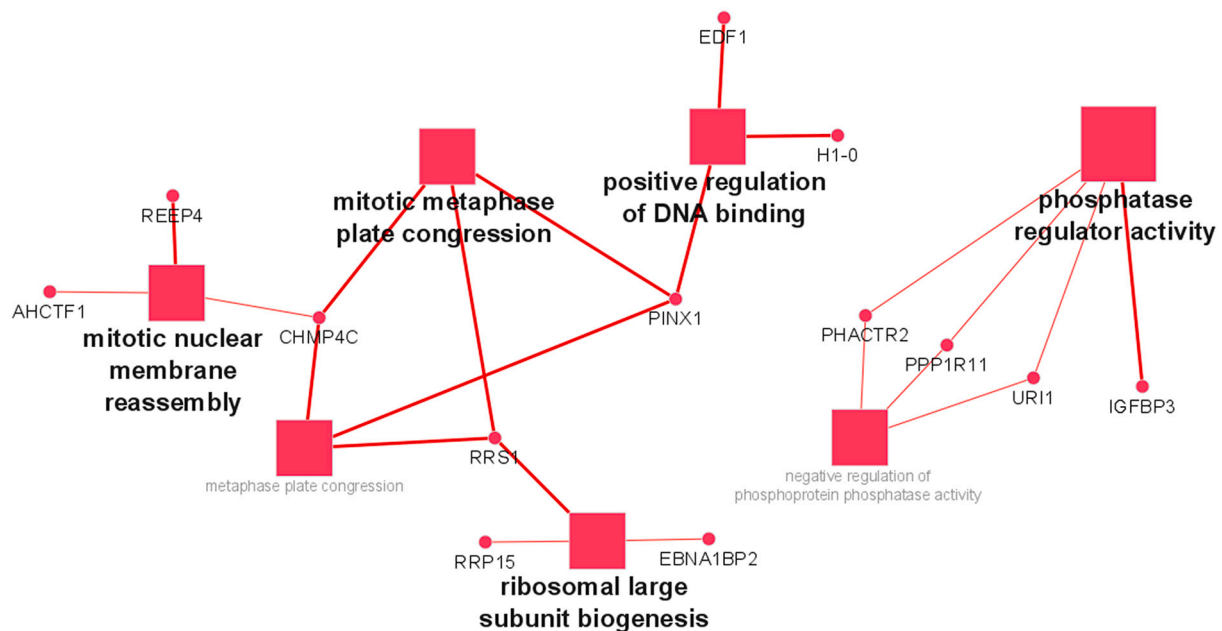 EDF1
H1-0
positive regulation
of DNA binding
mitotic metaphase
plate congression
phosphatase
regulator activity
REEP4
AHCTF1
mitotic nuclear
membrane
reassembly
CHMP4C
PINX1
PHACTR2
PPP1R11
URI1
IGFBP3
RRS1
metaphase plate congression
negative regulation of
phosphoprotein phosphatase activity
RRP15
EBNA1BP2
ribosomal large
subunit biogenesis